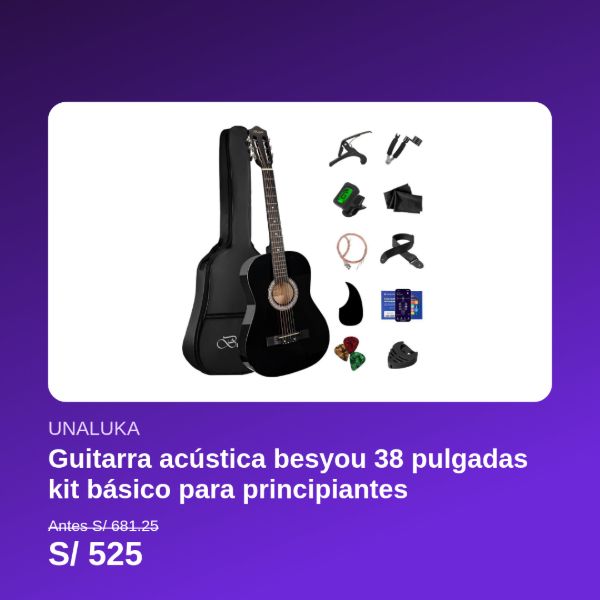 UNALUKA
Guitarra acústica besyou 38 pulgadas
kit básico para principiantes
Antes S/ 681.25
S/ 525